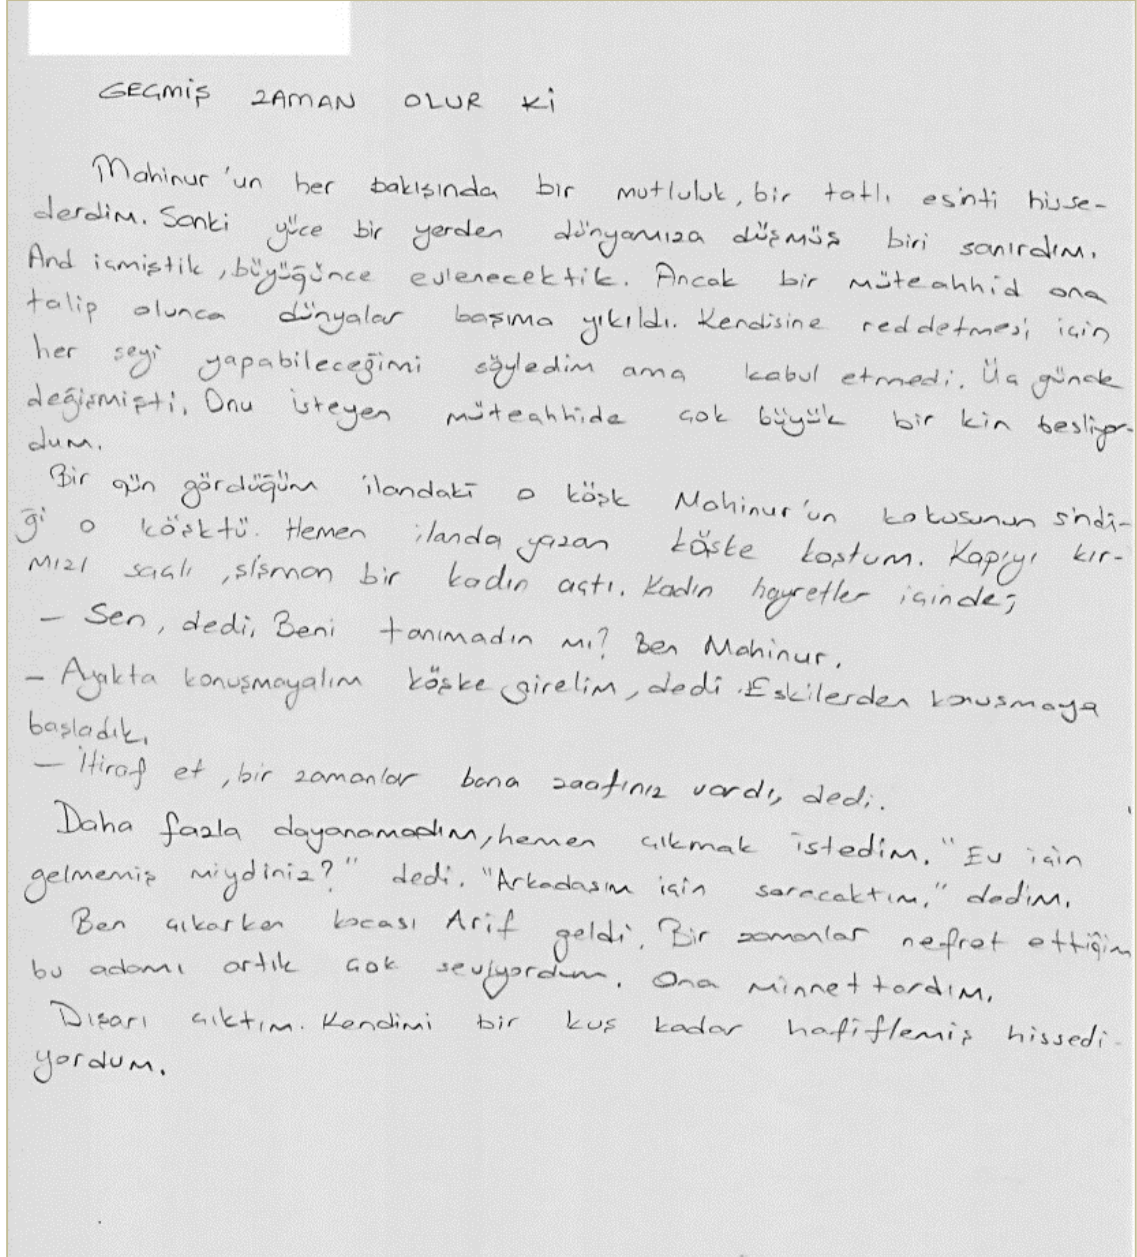 GEÇMİŞ ZAMAN OLUR Kİ
Mahinur'un her bakışında bir mutluluk, bir tatlı esinti hisse-
derdim. Sanki yüce bir yerden dünyamıza düşmüş biri sanırdım.
And içmiştik, büyüğünce evlenecektik. Ancak bir müteahhid ona
talip olunca dünyalar başıma yıkıldı. Kendisine reddetmesi için
her şeyi yapabileceğimi söyledim ama kabul etmedi. Üç günde
değişmişti. Onu isteyen müteahhide çok büyük bir kin besliyor-
dum.
Bir gün gördüğüm ilandaki o köşk Mahinur'un kokusunun sindi-
ği o köşktü. Hemen ilanda yazan köşke koştum. Kapıyı kır-
mızı saçlı, şişman bir kadın açtı. Kadın hayretler içinde;
- Sen, dedi, Beni tanımadın mı? Ben Mahinur.
- Ayakta konuşmayalım köşke girelim, dedi. Eskilerden konuşmaya
başladık.
- İtiraf et, bir zamanlar bana zaafınız vardı, dedi.
Daha fazla dayanamadım, hemen çıkmak istedim. "Ev için
gelmemiş miydiniz?" dedi. "Arkadaşım için soracaktım." dedim.
Ben çıkarken kocası Arif geldi. Bir zamanlar nefret ettiğim
bu adamı artık çok seviyordum. Ona minnettardım.
Dışarı çıktım. Kendimi bir kuş kadar hafiflemiş hissedi-
yordum.